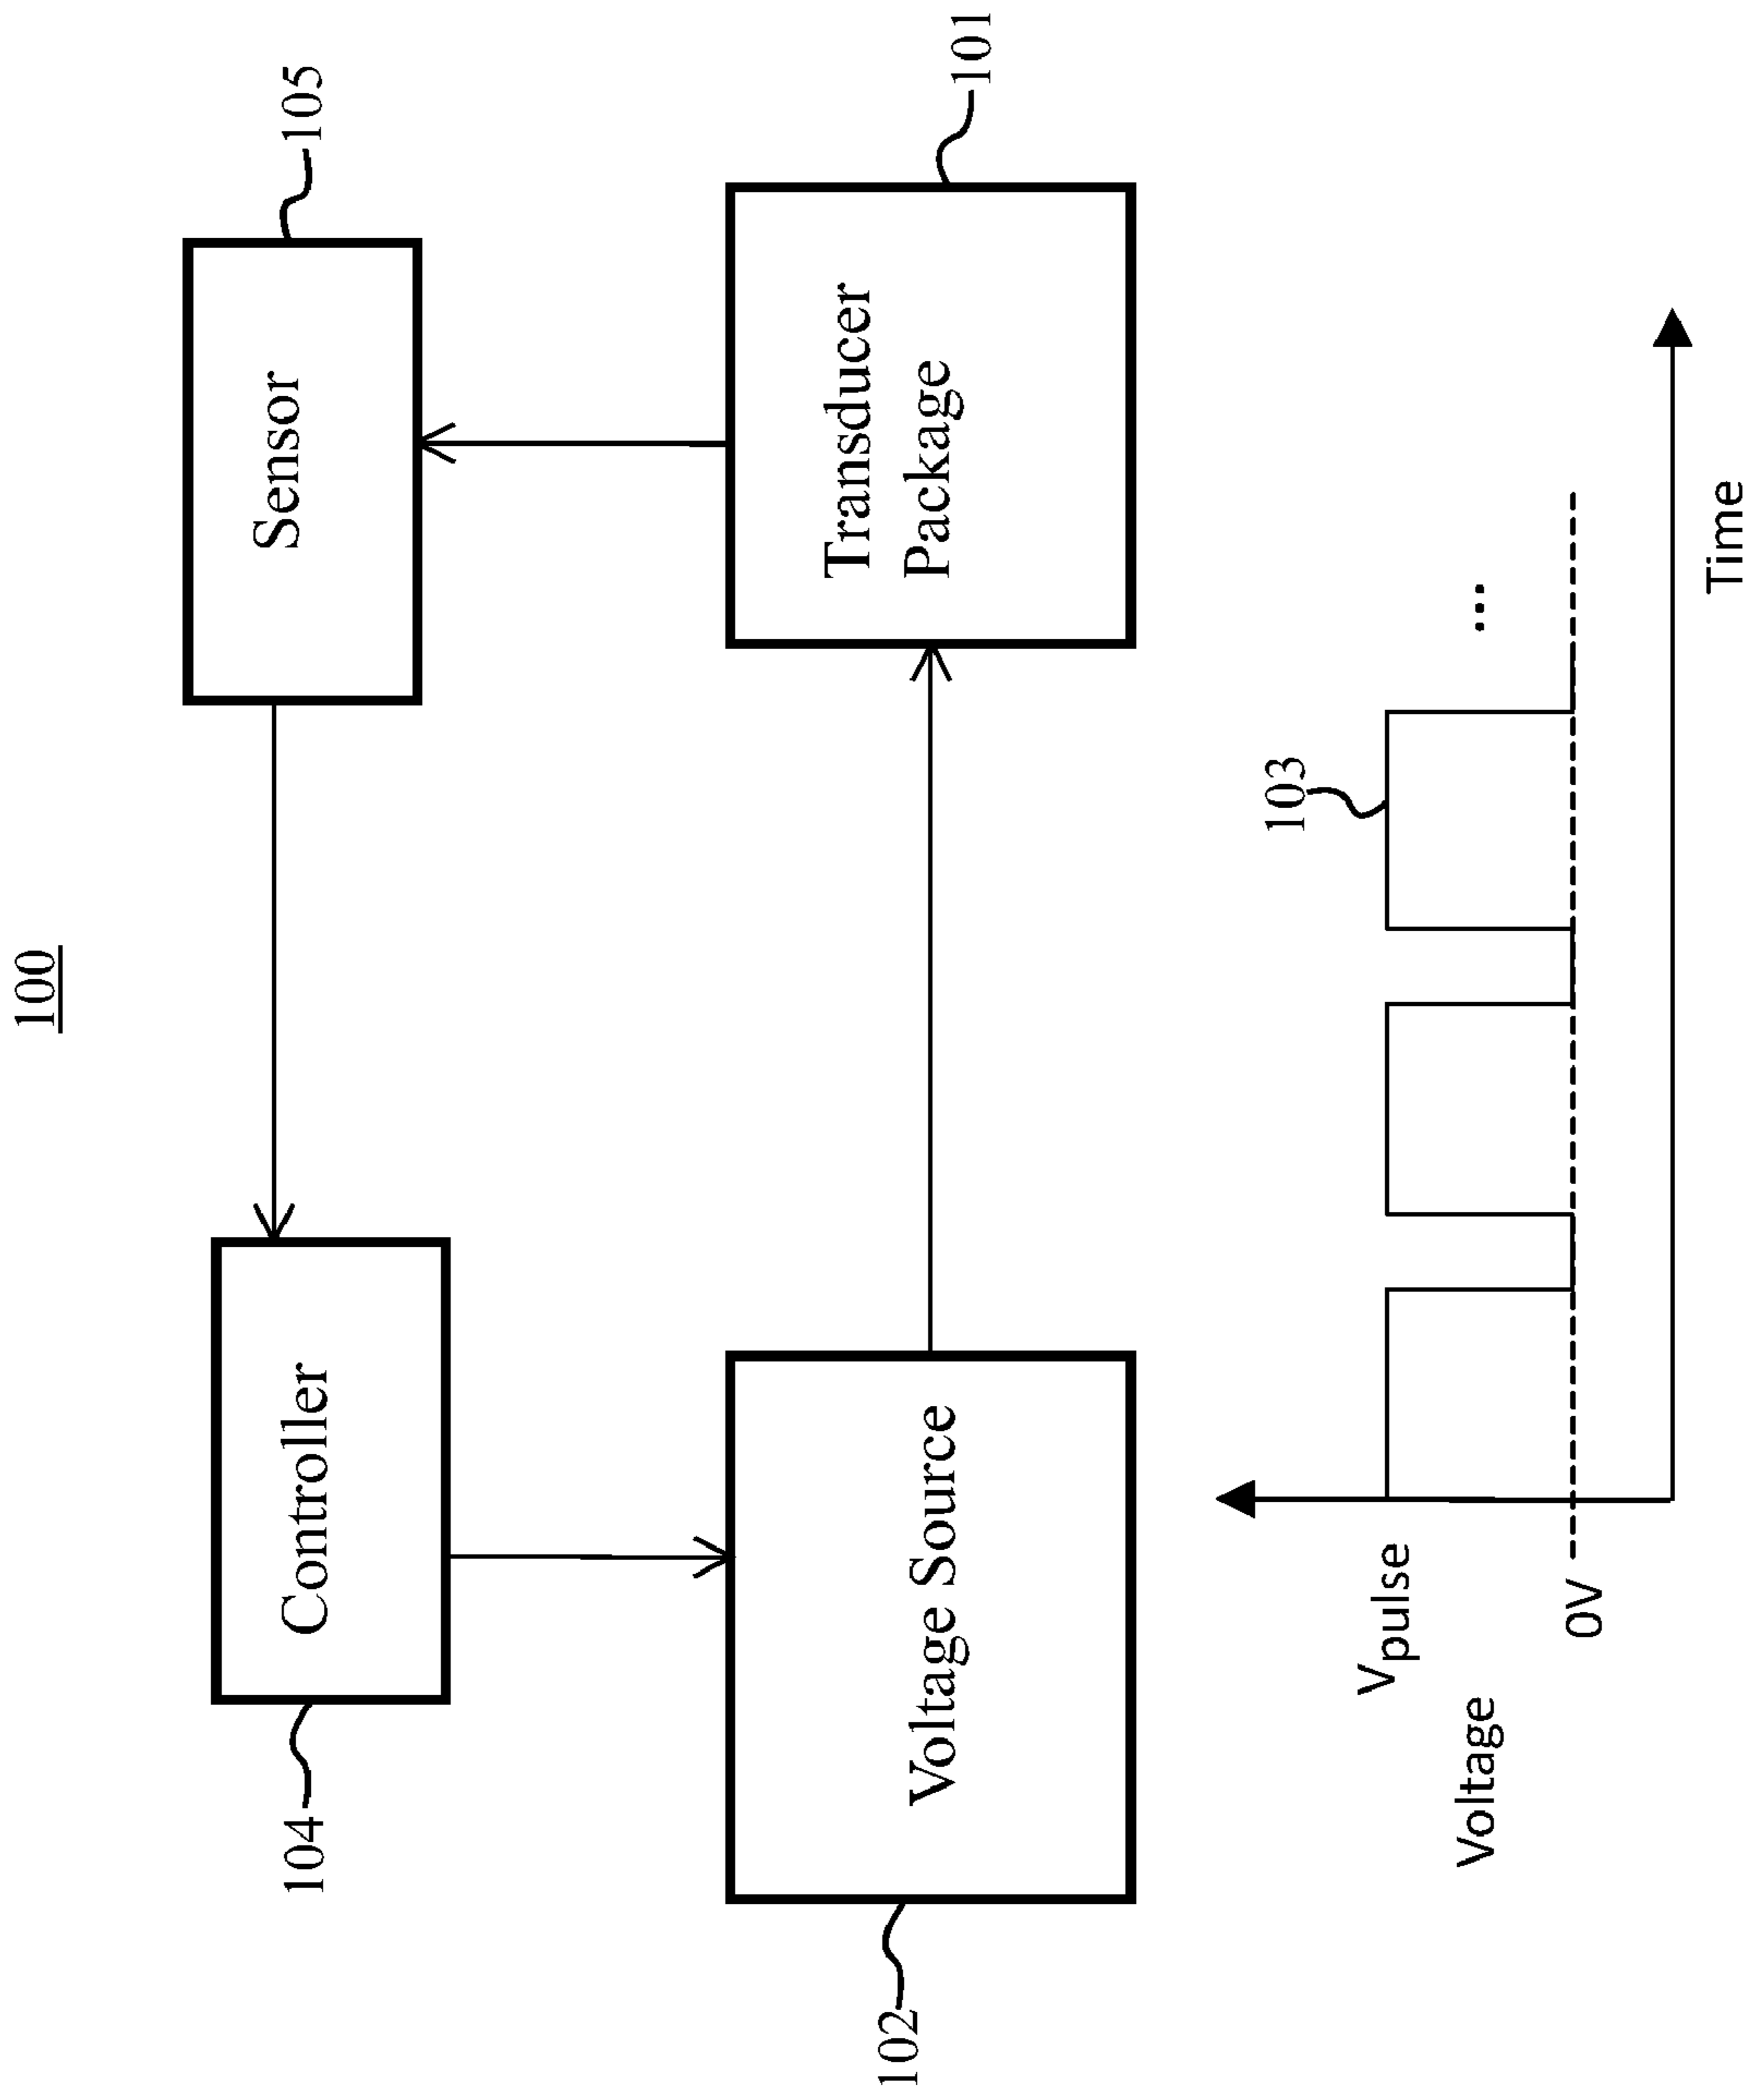 100
104
Controller
Sensor
105
102
Voltage Source
Transducer
Package
101
103
Vpulse
Voltage
...
0V
Time